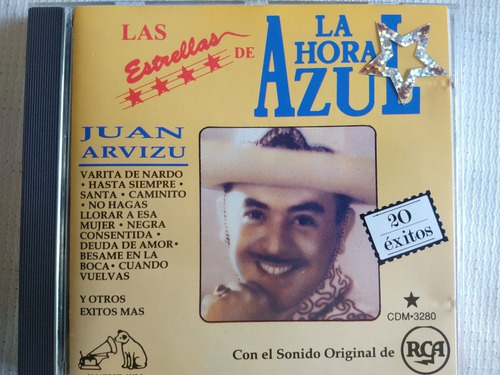 LAS
Estrellas
DE
LA
HORA
AZUL
JUAN
ARVIZU
VARITA DE NARDO
• HASTA SIEMPRE •
SANTA • CAMINITO
• NO HAGAS
LLORAR A ESA
MUJER • NEGRA
CONSENTIDA •
DEUDA DE AMOR•
BESAME EN LA
BOCA • CUANDO
VUELVAS
Y OTROS
EXITOS MAS
20
éxitos
CDM•3280
Con el Sonido Original de
RCA